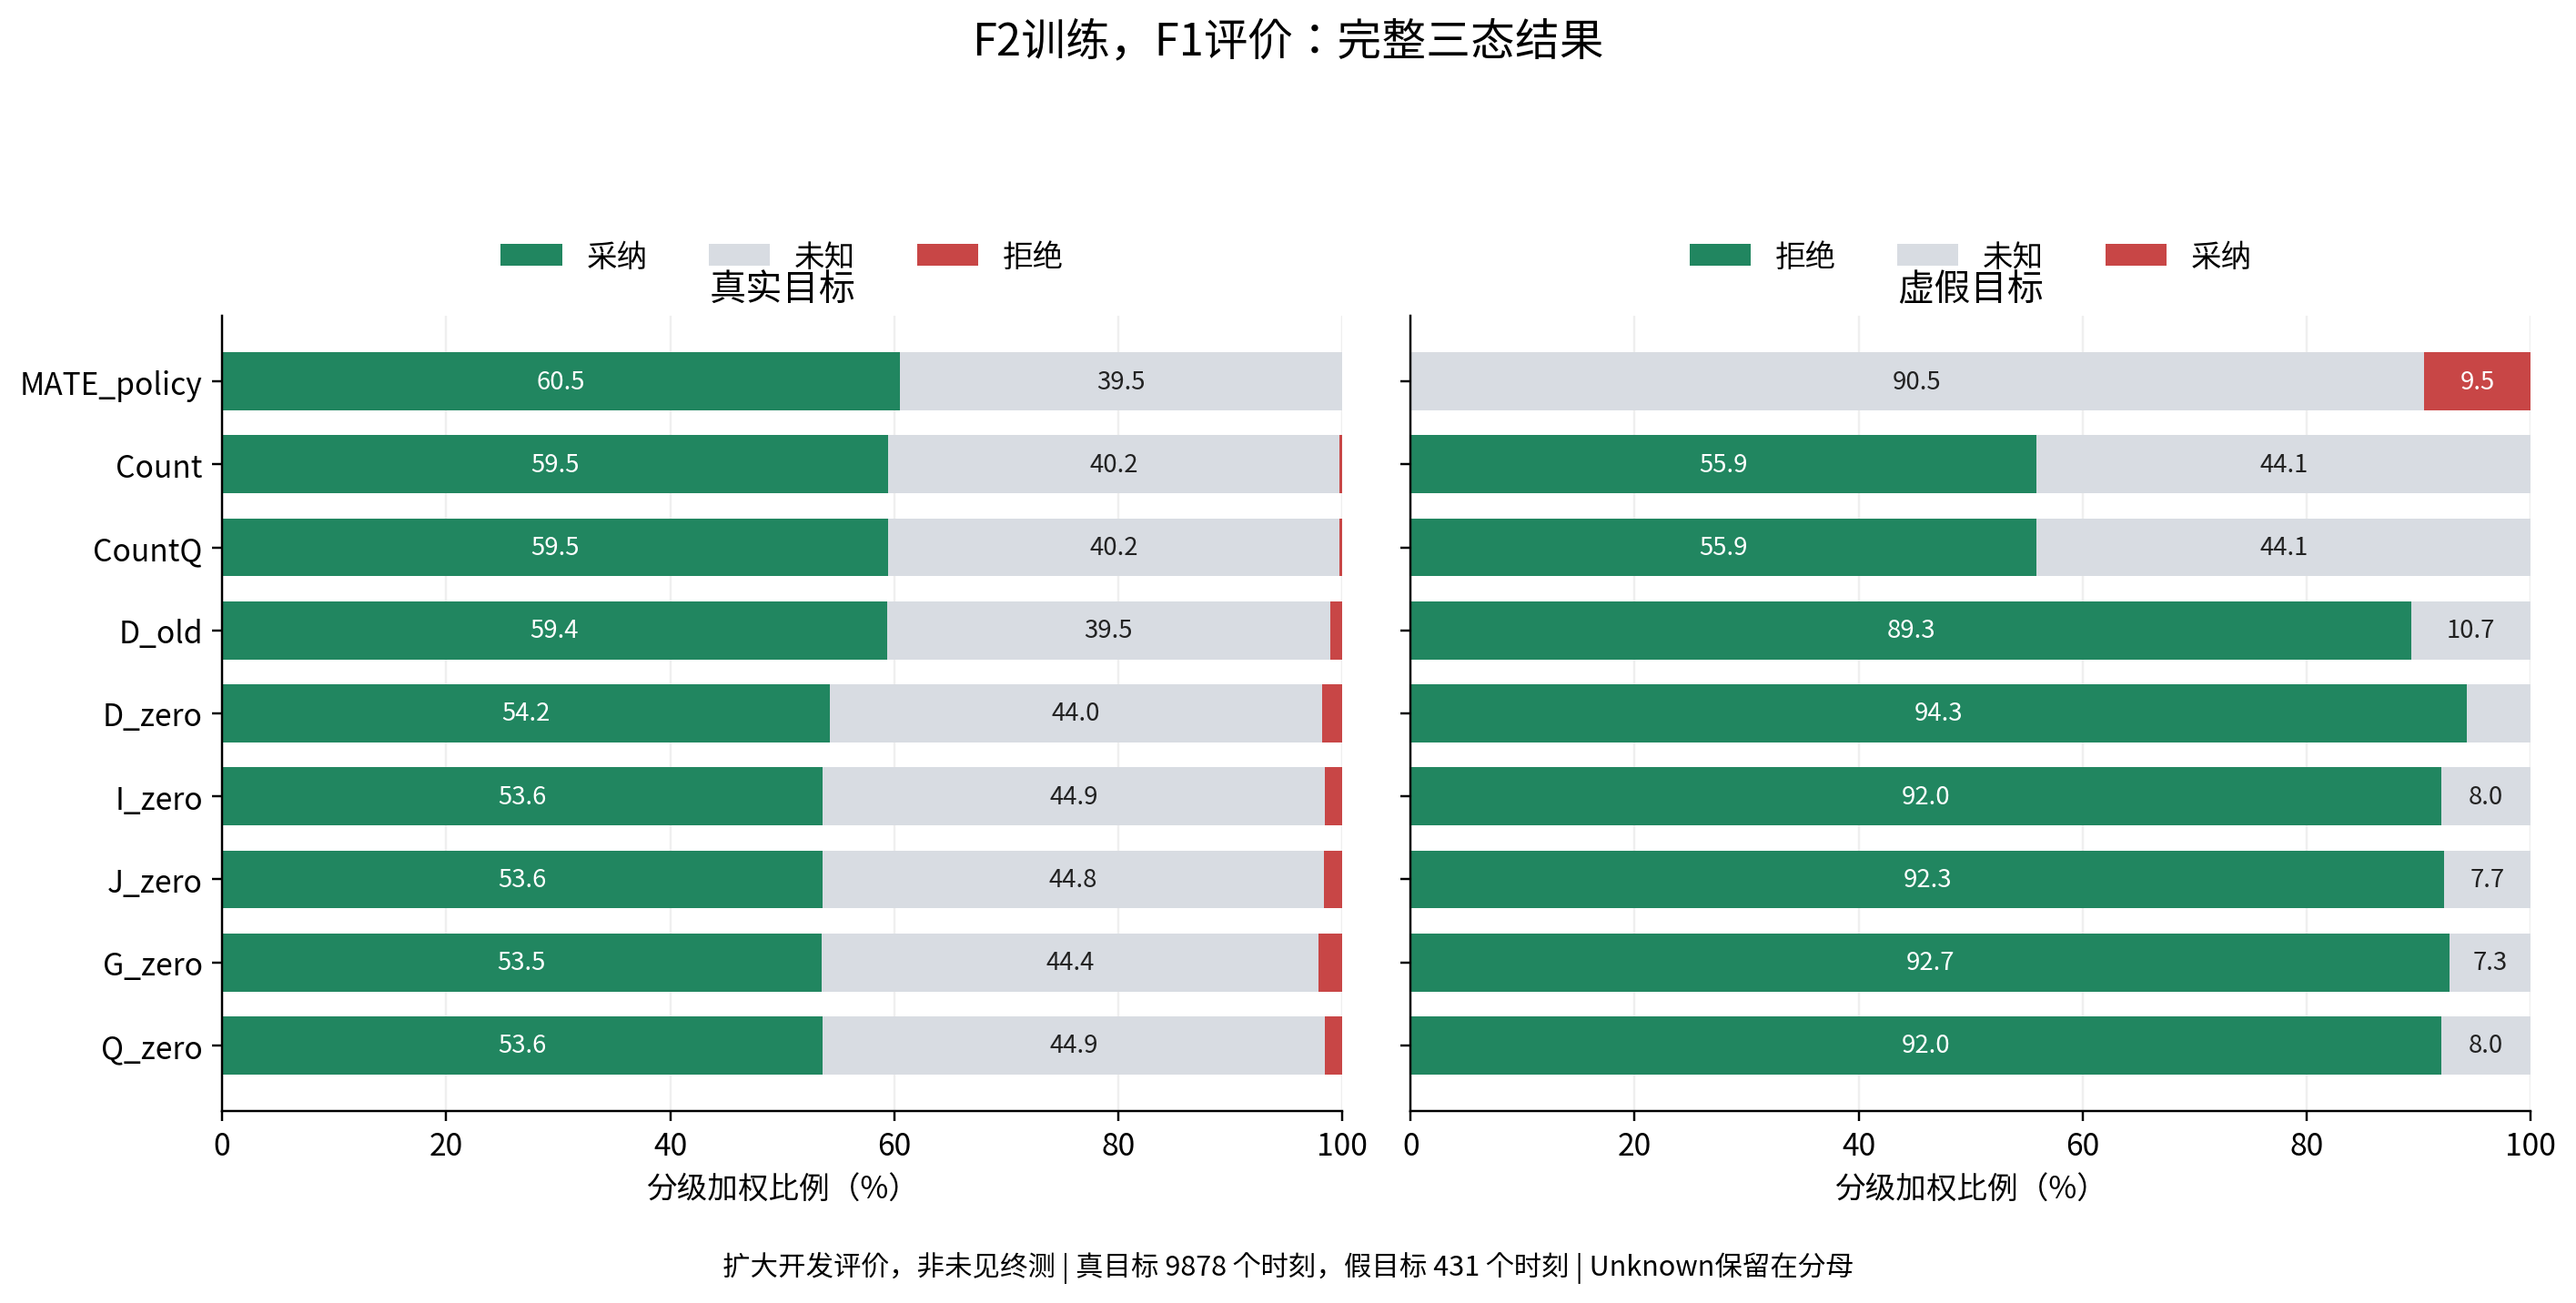 F2训练，F1评价：完整三态结果
采纳 未知 拒绝
真实目标
拒绝 未知 采纳
虚假目标
MATE_policy 60.5 39.5 90.5 9.5
Count 59.5 40.2 55.9 44.1
CountQ 59.5 40.2 55.9 44.1
D_old 59.4 39.5 89.3 10.7
D_zero 54.2 44.0 94.3
I_zero 53.6 44.9 92.0 8.0
J_zero 53.6 44.8 92.3 7.7
G_zero 53.5 44.4 92.7 7.3
Q_zero 53.6 44.9 92.0 8.0
0 20 40 60 80 100
分级加权比例（%）
0 20 40 60 80 100
分级加权比例（%）
扩大开发评价，非未见终测 | 真目标 9878 个时刻，假目标 431 个时刻 | Unknown保留在分母